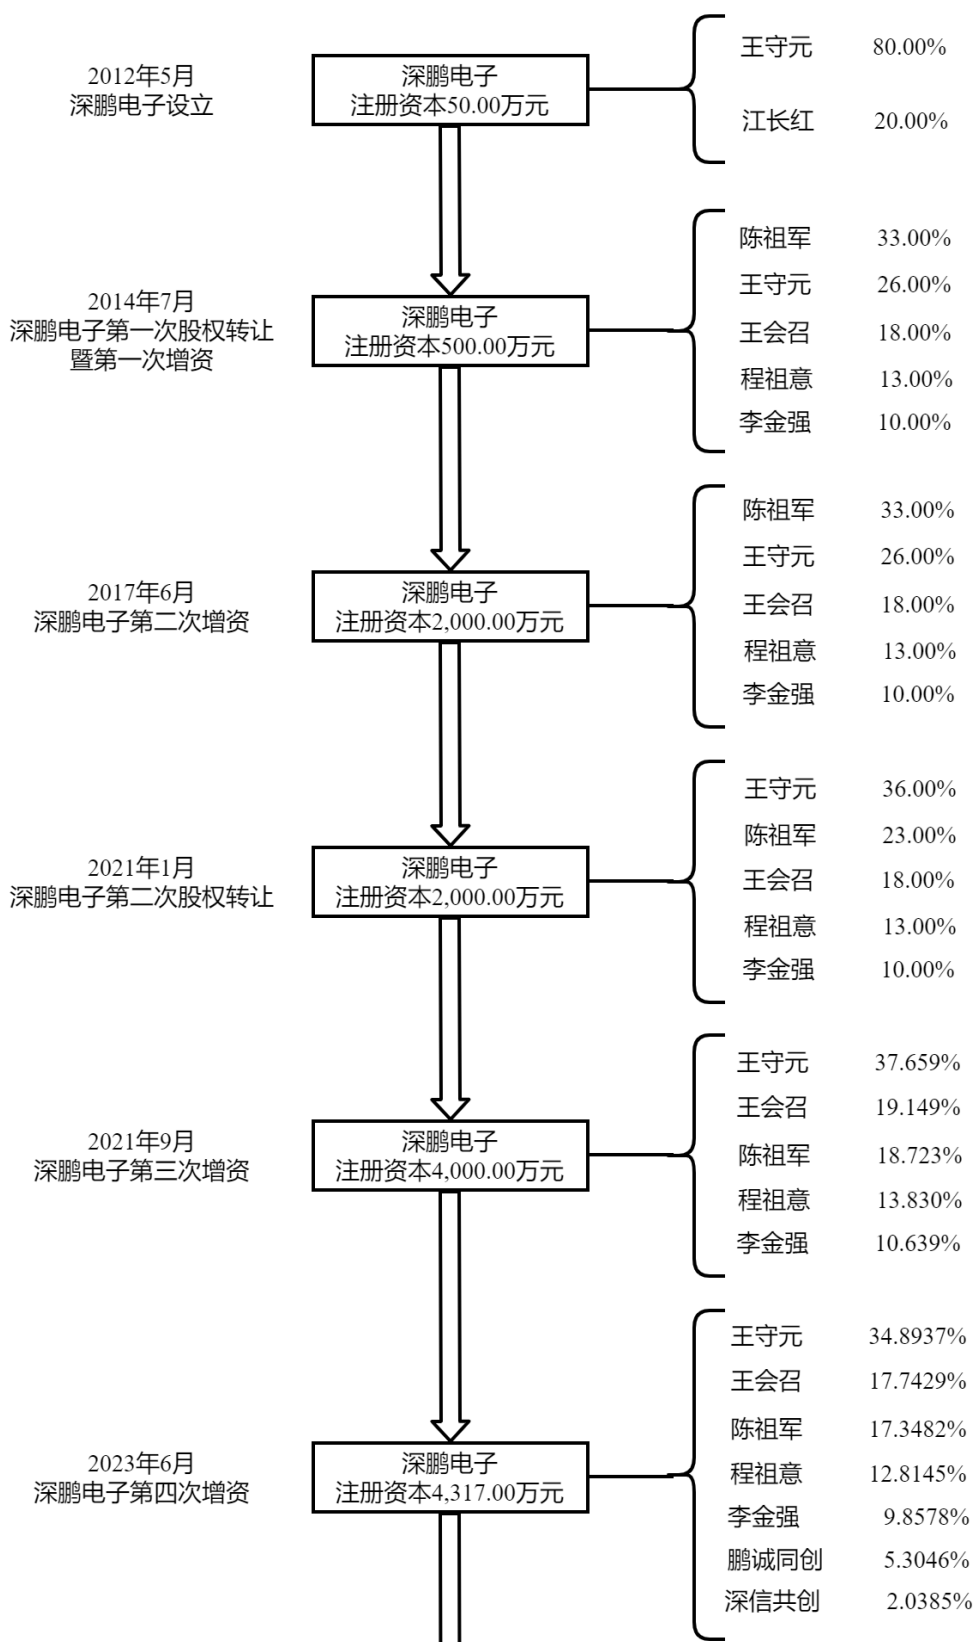 2012年5月
深鹏电子设立
深鹏电子
注册资本50.00万元
王守元 80.00%
江长红 20.00%
2014年7月
深鹏电子第一次股权转让
暨第一次增资
深鹏电子
注册资本500.00万元
陈祖军 33.00%
王守元 26.00%
王会召 18.00%
程祖意 13.00%
李金强 10.00%
2017年6月
深鹏电子第二次增资
深鹏电子
注册资本2,000.00万元
陈祖军 33.00%
王守元 26.00%
王会召 18.00%
程祖意 13.00%
李金强 10.00%
2021年1月
深鹏电子第二次股权转让
深鹏电子
注册资本2,000.00万元
王守元 36.00%
陈祖军 23.00%
王会召 18.00%
程祖意 13.00%
李金强 10.00%
2021年9月
深鹏电子第三次增资
深鹏电子
注册资本4,000.00万元
王守元 37.659%
王会召 19.149%
陈祖军 18.723%
程祖意 13.830%
李金强 10.639%
2023年6月
深鹏电子第四次增资
深鹏电子
注册资本4,317.00万元
王守元 34.8937%
王会召 17.7429%
陈祖军 17.3482%
程祖意 12.8145%
李金强 9.8578%
鹏诚同创 5.3046%
深信共创 2.0385%